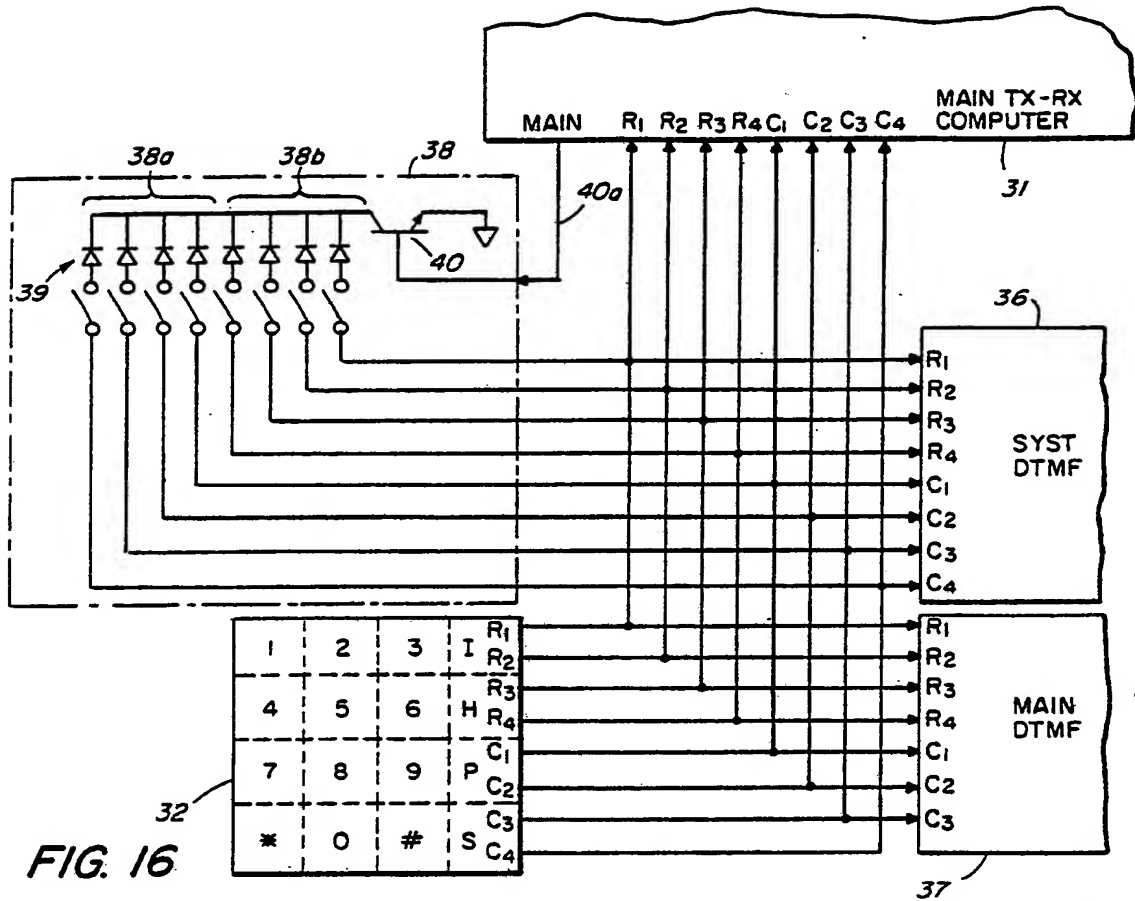 MAIN TX-RX
COMPUTER
MAIN R1 R2 R3 R4 C1 C2 C3 C4
31
38a 38b 38
40a
40
39
36
R1
R2
R3
R4
C1
C2
C3
C4
SYST
DTMF
R1
R2
R3
R4
C1
C2
C3
MAIN
DTMF
37
1 2 3 I
4 5 6 H
7 8 9 P
* 0 # S
R1
R2
R3
R4
C1
C2
C3
C4
32
FIG. 16